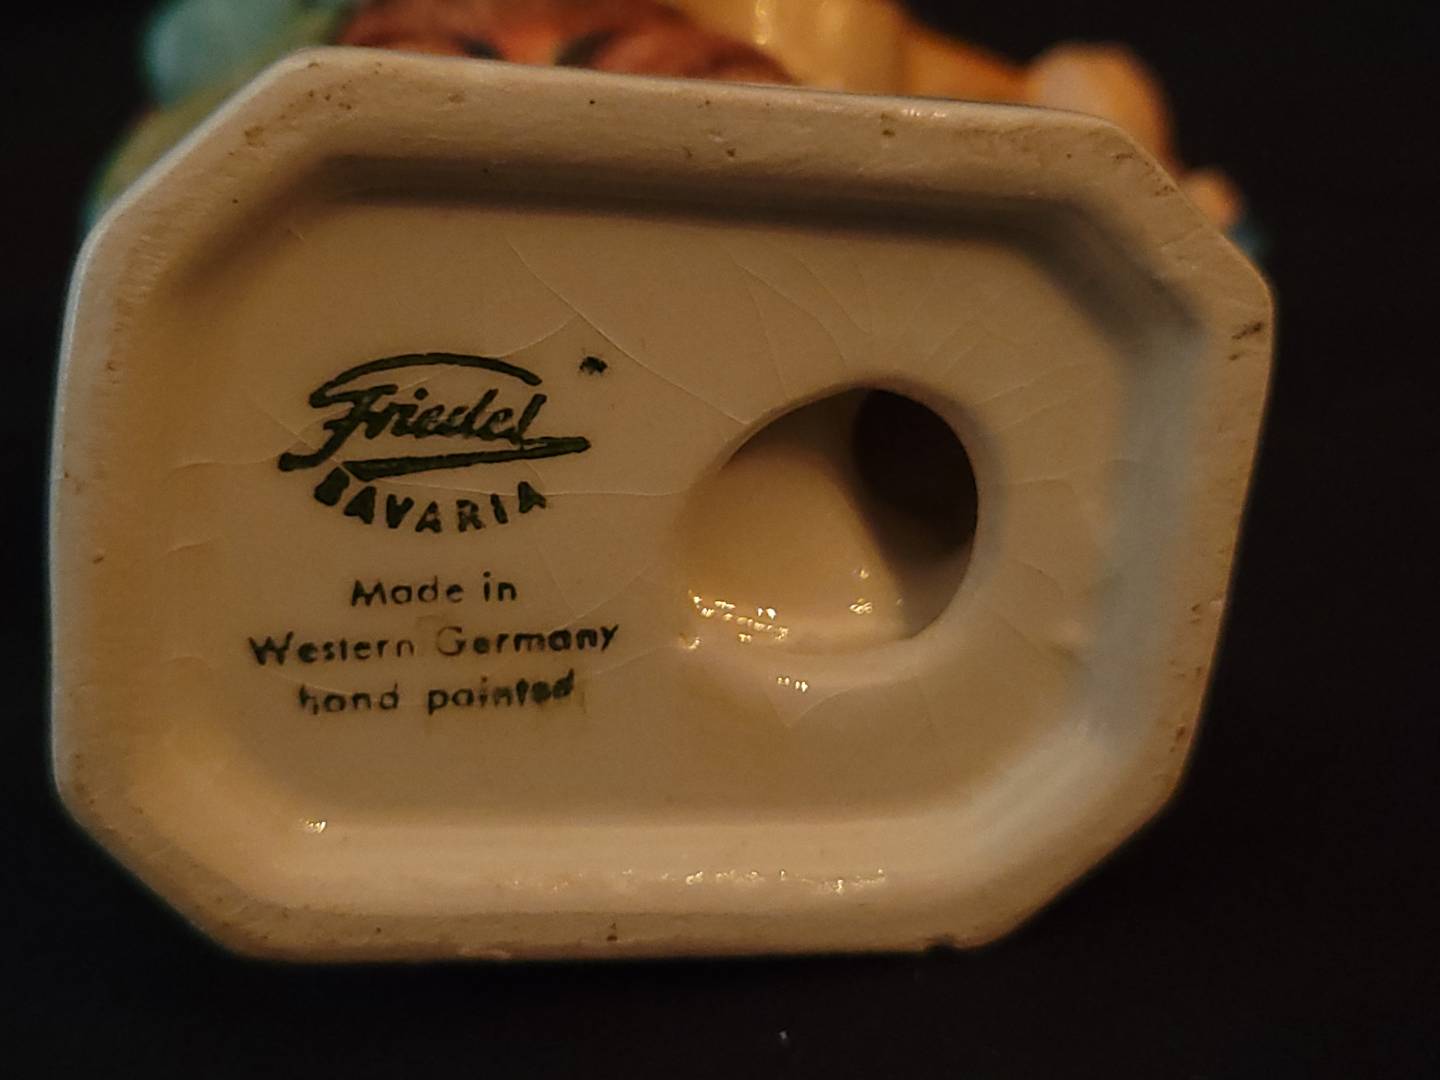 Friedel
BAVARIA
Made in
Western Germany
hand painted